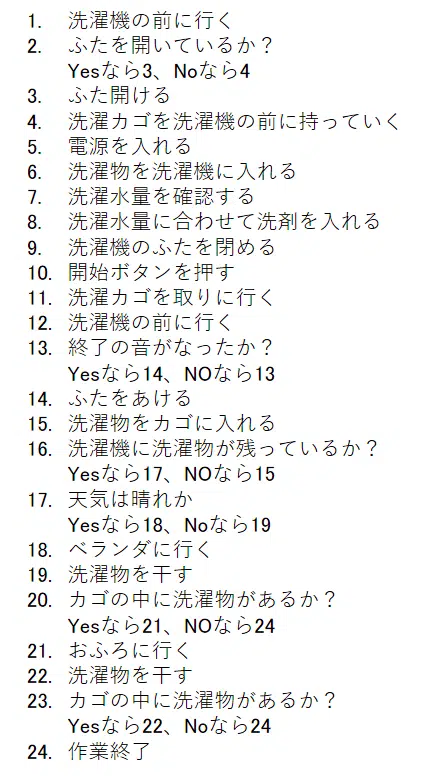 1. 洗濯機の前に行く
2. ふたを開いているか？
Yesなら3、Noなら4
3. ふた開ける
4. 洗濯カゴを洗濯機の前に持っていく
5. 電源を入れる
6. 洗濯物を洗濯機に入れる
7. 洗濯水量を確認する
8. 洗濯水量に合わせて洗剤を入れる
9. 洗濯機のふたを閉める
10. 開始ボタンを押す
11. 洗濯カゴを取りに行く
12. 洗濯機の前に行く
13. 終了の音がなったか？
Yesなら14、NOなら13
14. ふたをあける
15. 洗濯物をカゴに入れる
16. 洗濯機に洗濯物が残っているか？
Yesなら17、NOなら15
17. 天気は晴れか
Yesなら18、Noなら19
18. ベランダに行く
19. 洗濯物を干す
20. カゴの中に洗濯物があるか？
Yesなら21、NOなら24
21. おふろに行く
22. 洗濯物を干す
23. カゴの中に洗濯物があるか？
Yesなら22、Noなら24
24. 作業終了